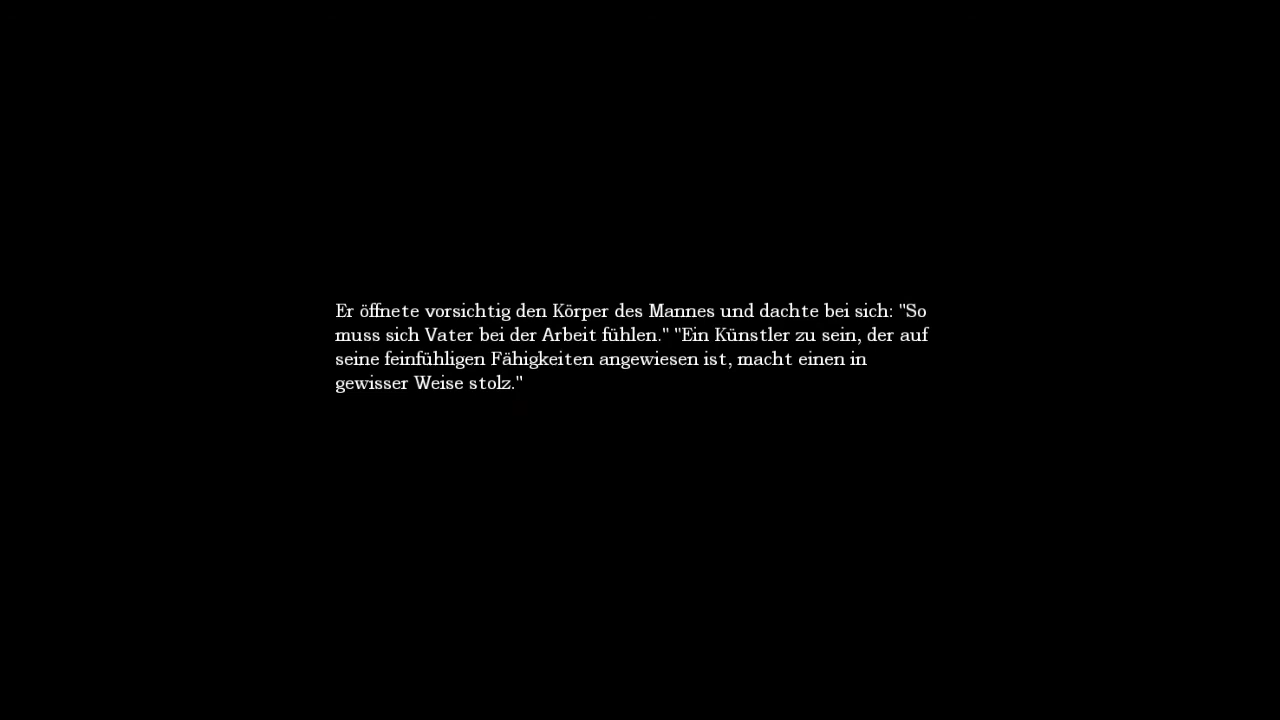 Er öffnete vorsichtig den Körper des Mannes und dachte bei sich: "So
muss sich Vater bei der Arbeit fühlen." "Ein Künstler zu sein, der auf
seine feinfühligen Fähigkeiten angewiesen ist, macht einen in
gewisser Weise stolz."